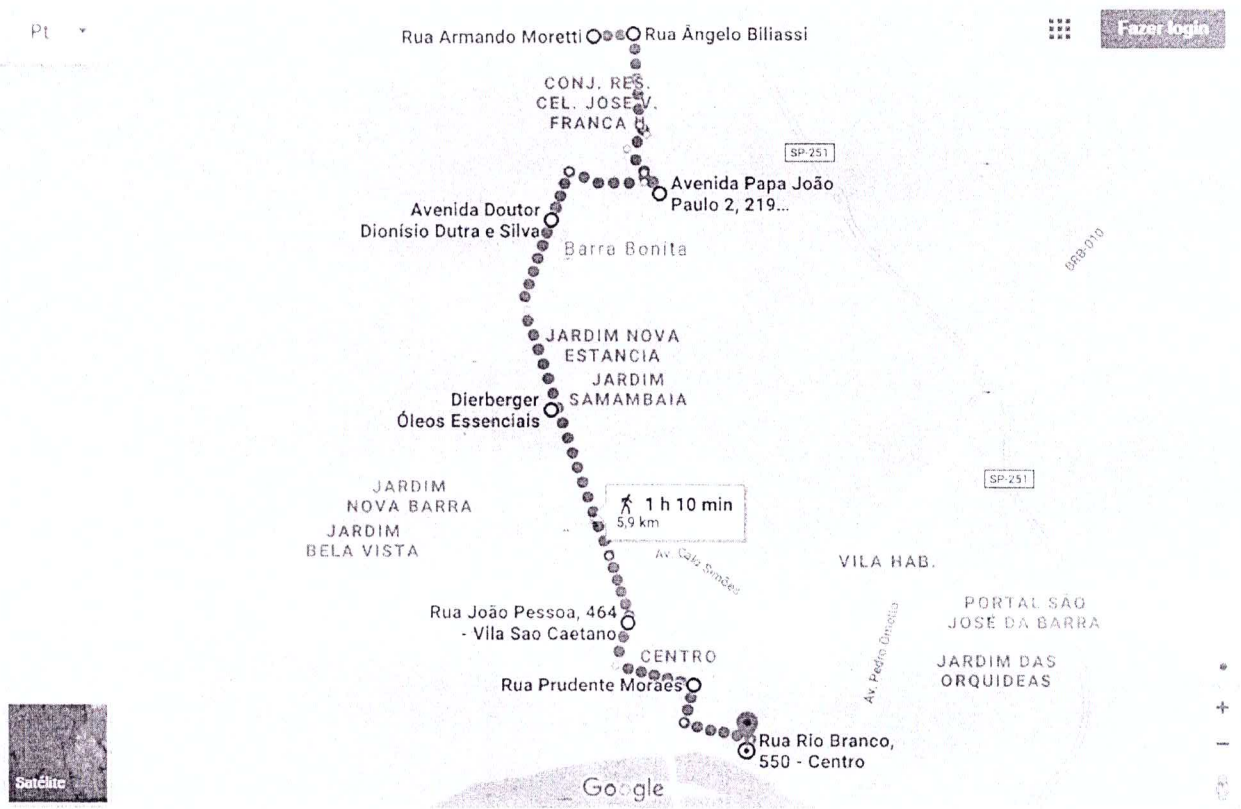 Pt
Fazer login
Rua Armando Moretti
Rua Ângelo Biliassi
CONJ. RES.
CEL. JOSE V.
FRANCA
SP-251
Avenida Papa João
Paulo 2, 219...
Avenida Doutor
Dionísio Dutra e Silva
Barra Bonita
BRB-010
JARDIM NOVA
ESTANCIA
JARDIM
SAMAMBAIA
Dierberger
Óleos Essenciais
SP-251
JARDIM
NOVA BARRA
JARDIM
BELA VISTA
1 h 10 min
5,9 km
Av. Caio Simões
VILA HAB.
Rua João Pessoa, 464
- Vila Sao Caetano
PORTAL SÃO
JOSÉ DA BARRA
CENTRO
Av. Pedro Ometto
JARDIM DAS
ORQUIDEAS
Rua Prudente Moraes
Rua Rio Branco,
550 - Centro
Satélite
Google